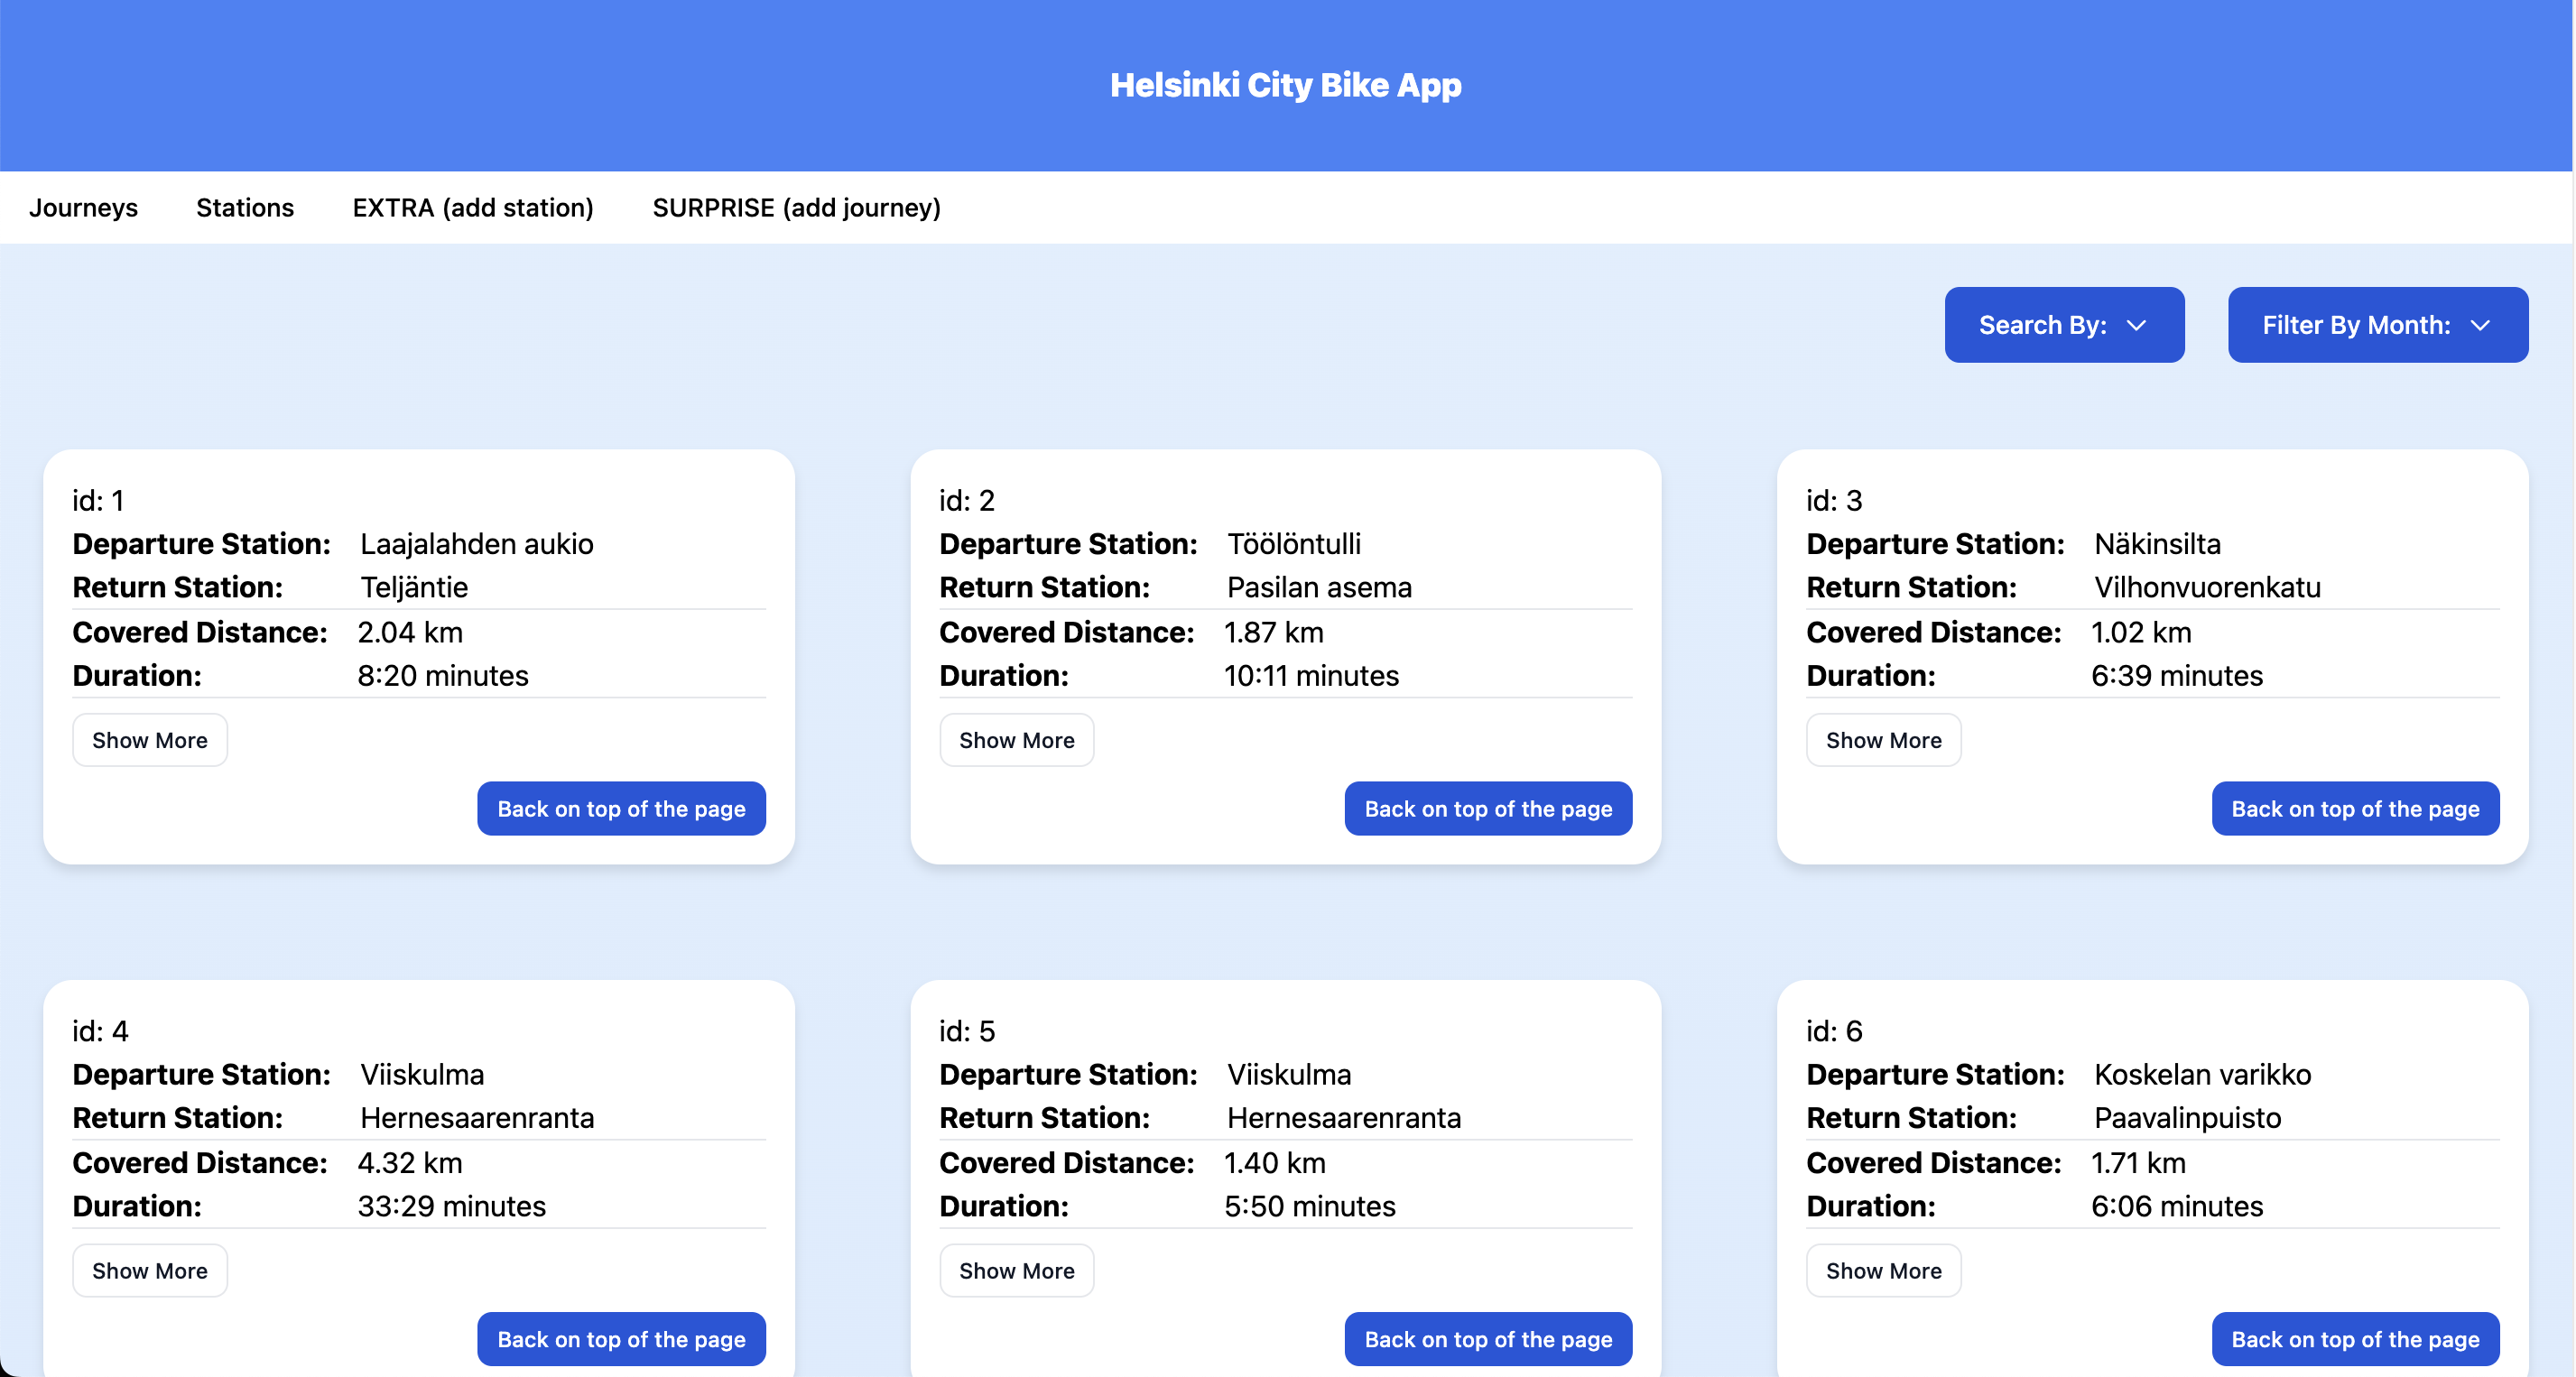 Helsinki City Bike App
Journeys Stations EXTRA (add station) SURPRISE (add journey)
Search By: Filter By Month:
id: 1
Departure Station: Laajalahden aukio
Return Station: Teljäntie
Covered Distance: 2.04 km
Duration: 8:20 minutes
Show More
Back on top of the page
id: 2
Departure Station: Töölöntulli
Return Station: Pasilan asema
Covered Distance: 1.87 km
Duration: 10:11 minutes
Show More
Back on top of the page
id: 3
Departure Station: Näkinsilta
Return Station: Vilhonvuorenkatu
Covered Distance: 1.02 km
Duration: 6:39 minutes
Show More
Back on top of the page
id: 4
Departure Station: Viiskulma
Return Station: Hernesaarenranta
Covered Distance: 4.32 km
Duration: 33:29 minutes
Show More
Back on top of the page
id: 5
Departure Station: Viiskulma
Return Station: Hernesaarenranta
Covered Distance: 1.40 km
Duration: 5:50 minutes
Show More
Back on top of the page
id: 6
Departure Station: Koskelan varikko
Return Station: Paavalinpuisto
Covered Distance: 1.71 km
Duration: 6:06 minutes
Show More
Back on top of the page